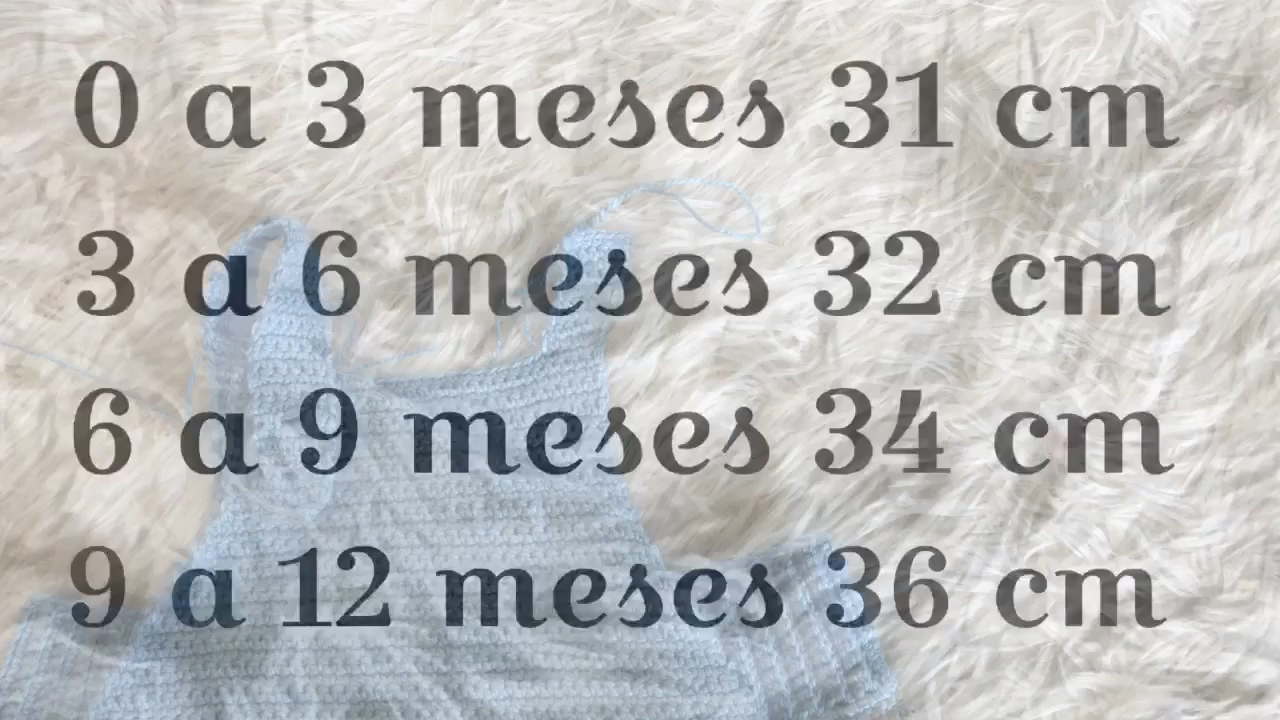 0 a 3 meses 31 cm
3 a 6 meses 32 cm
6 a 9 meses 34 cm
9 a 12 meses 36 cm